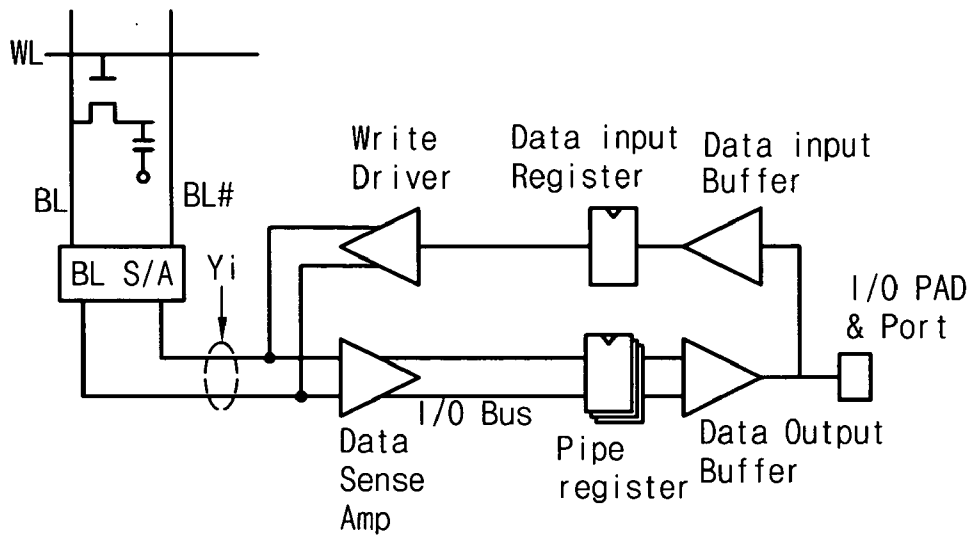 WL
BL
BL#
BL S/A
Yi
Write
Driver
Data input
Register
Data input
Buffer
I/O PAD
& Port
I/O Bus
Data
Sense
Amp
Pipe
register
Data Output
Buffer